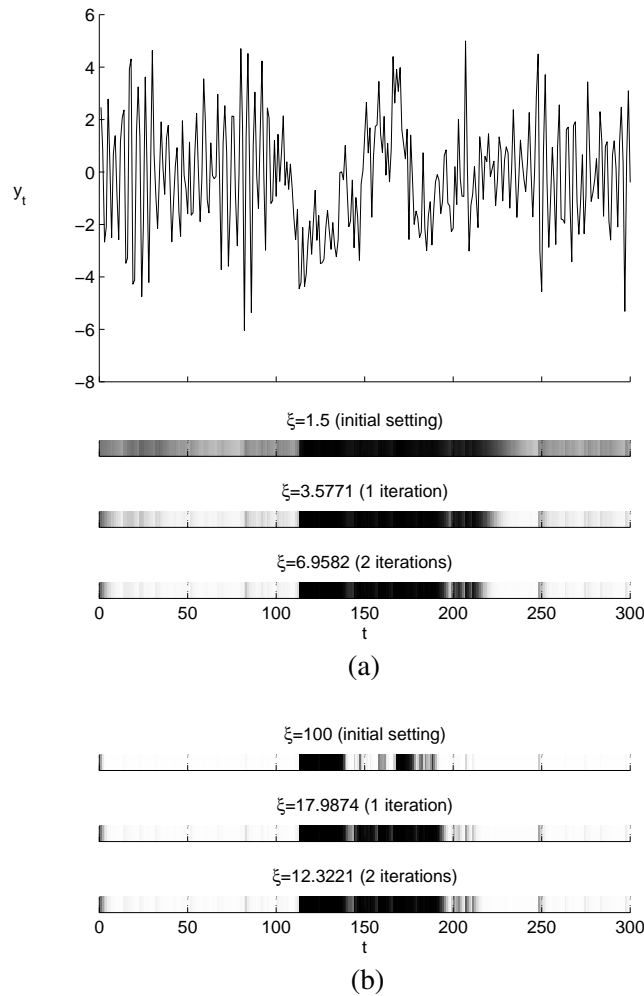 6
4
2
0
−2
−4
−6
−8
y_t
ξ=1.5 (initial setting)
ξ=3.5771 (1 iteration)
ξ=6.9582 (2 iterations)
0 50 100 150 200 250 300
t
(a)
ξ=100 (initial setting)
ξ=17.9874 (1 iteration)
ξ=12.3221 (2 iterations)
0 50 100 150 200 250 300
t
(b)